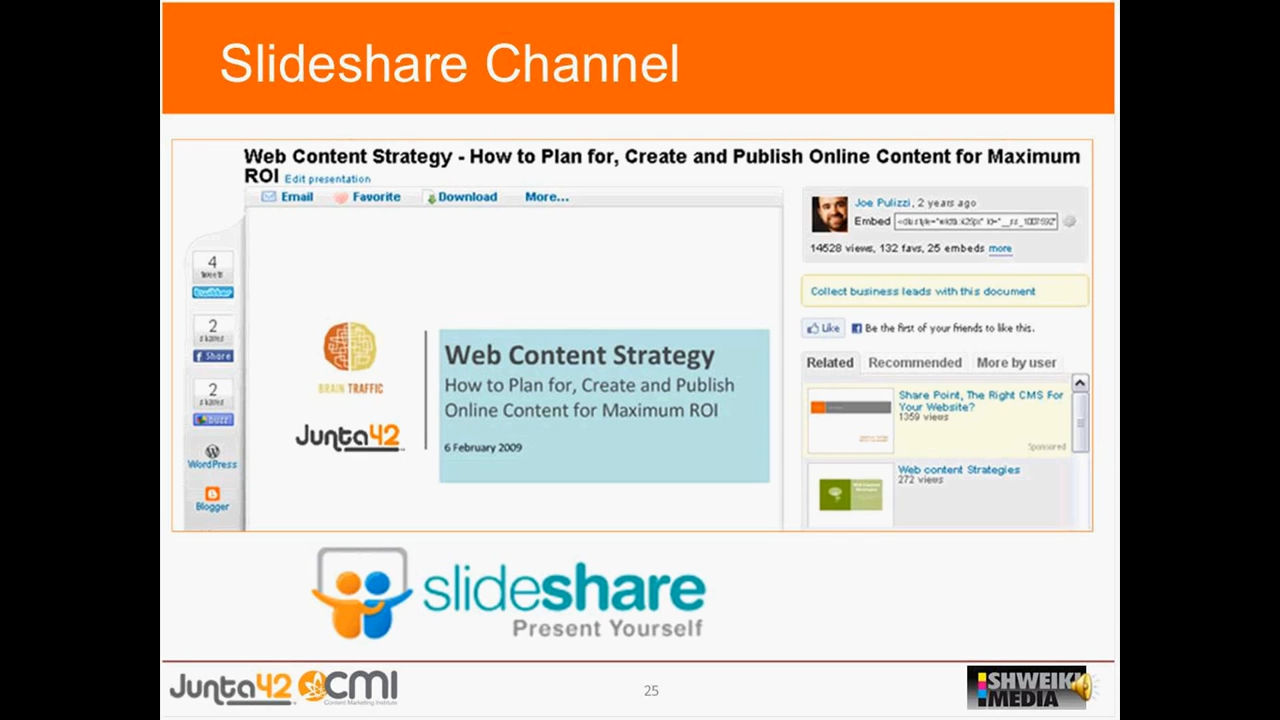 Slideshare Channel
Web Content Strategy - How to Plan for, Create and Publish Online Content for Maximum
ROI Edit presentation
Email Favorite Download More...
Joe Pulizzi, 2 years ago
Embed
14528 views, 132 favs, 25 embeds more
4
tweets
twitter
Collect business leads with this document
2
shares
Share
Like Be the first of your friends to like this.
Related Recommended More by user
2
shares
buzz
WordPress
Blogger
BRAIN TRAFFIC
Junta42
Web Content Strategy
How to Plan for, Create and Publish
Online Content for Maximum ROI
6 February 2009
Share Point, The Right CMS For
Your Website?
1359 views
Sponsored
Web content Strategies
272 views
slideshare
Present Yourself
Junta42 CMI
Content Marketing Institute
25
SHWEIKI
MEDIA